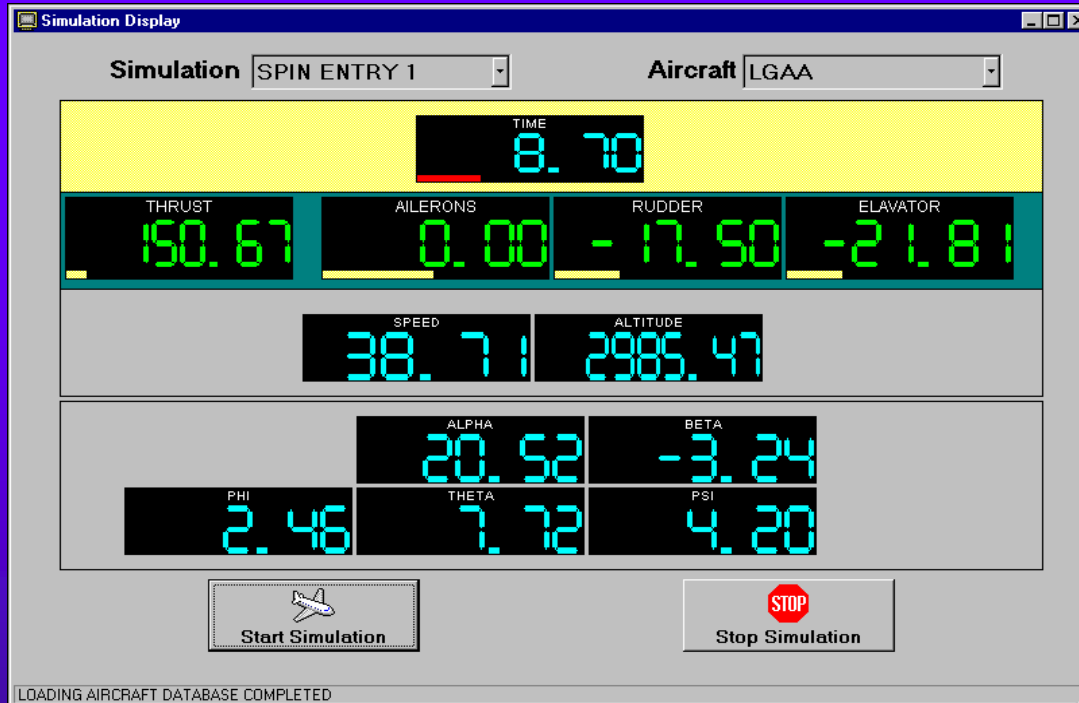 Simulation Display
Simulation SPIN ENTRY 1 Aircraft LGAA
TIME
8.70
THRUST AILERONS RUDDER ELAVATOR
150.67 0.00 -17.50 -21.81
SPEED ALTITUDE
38.71 2985.47
ALPHA BETA
20.52 -3.24
PHI THETA PSI
2.46 7.72 4.20
STOP
Start Simulation Stop Simulation
LOADING AIRCRAFT DATABASE COMPLETED